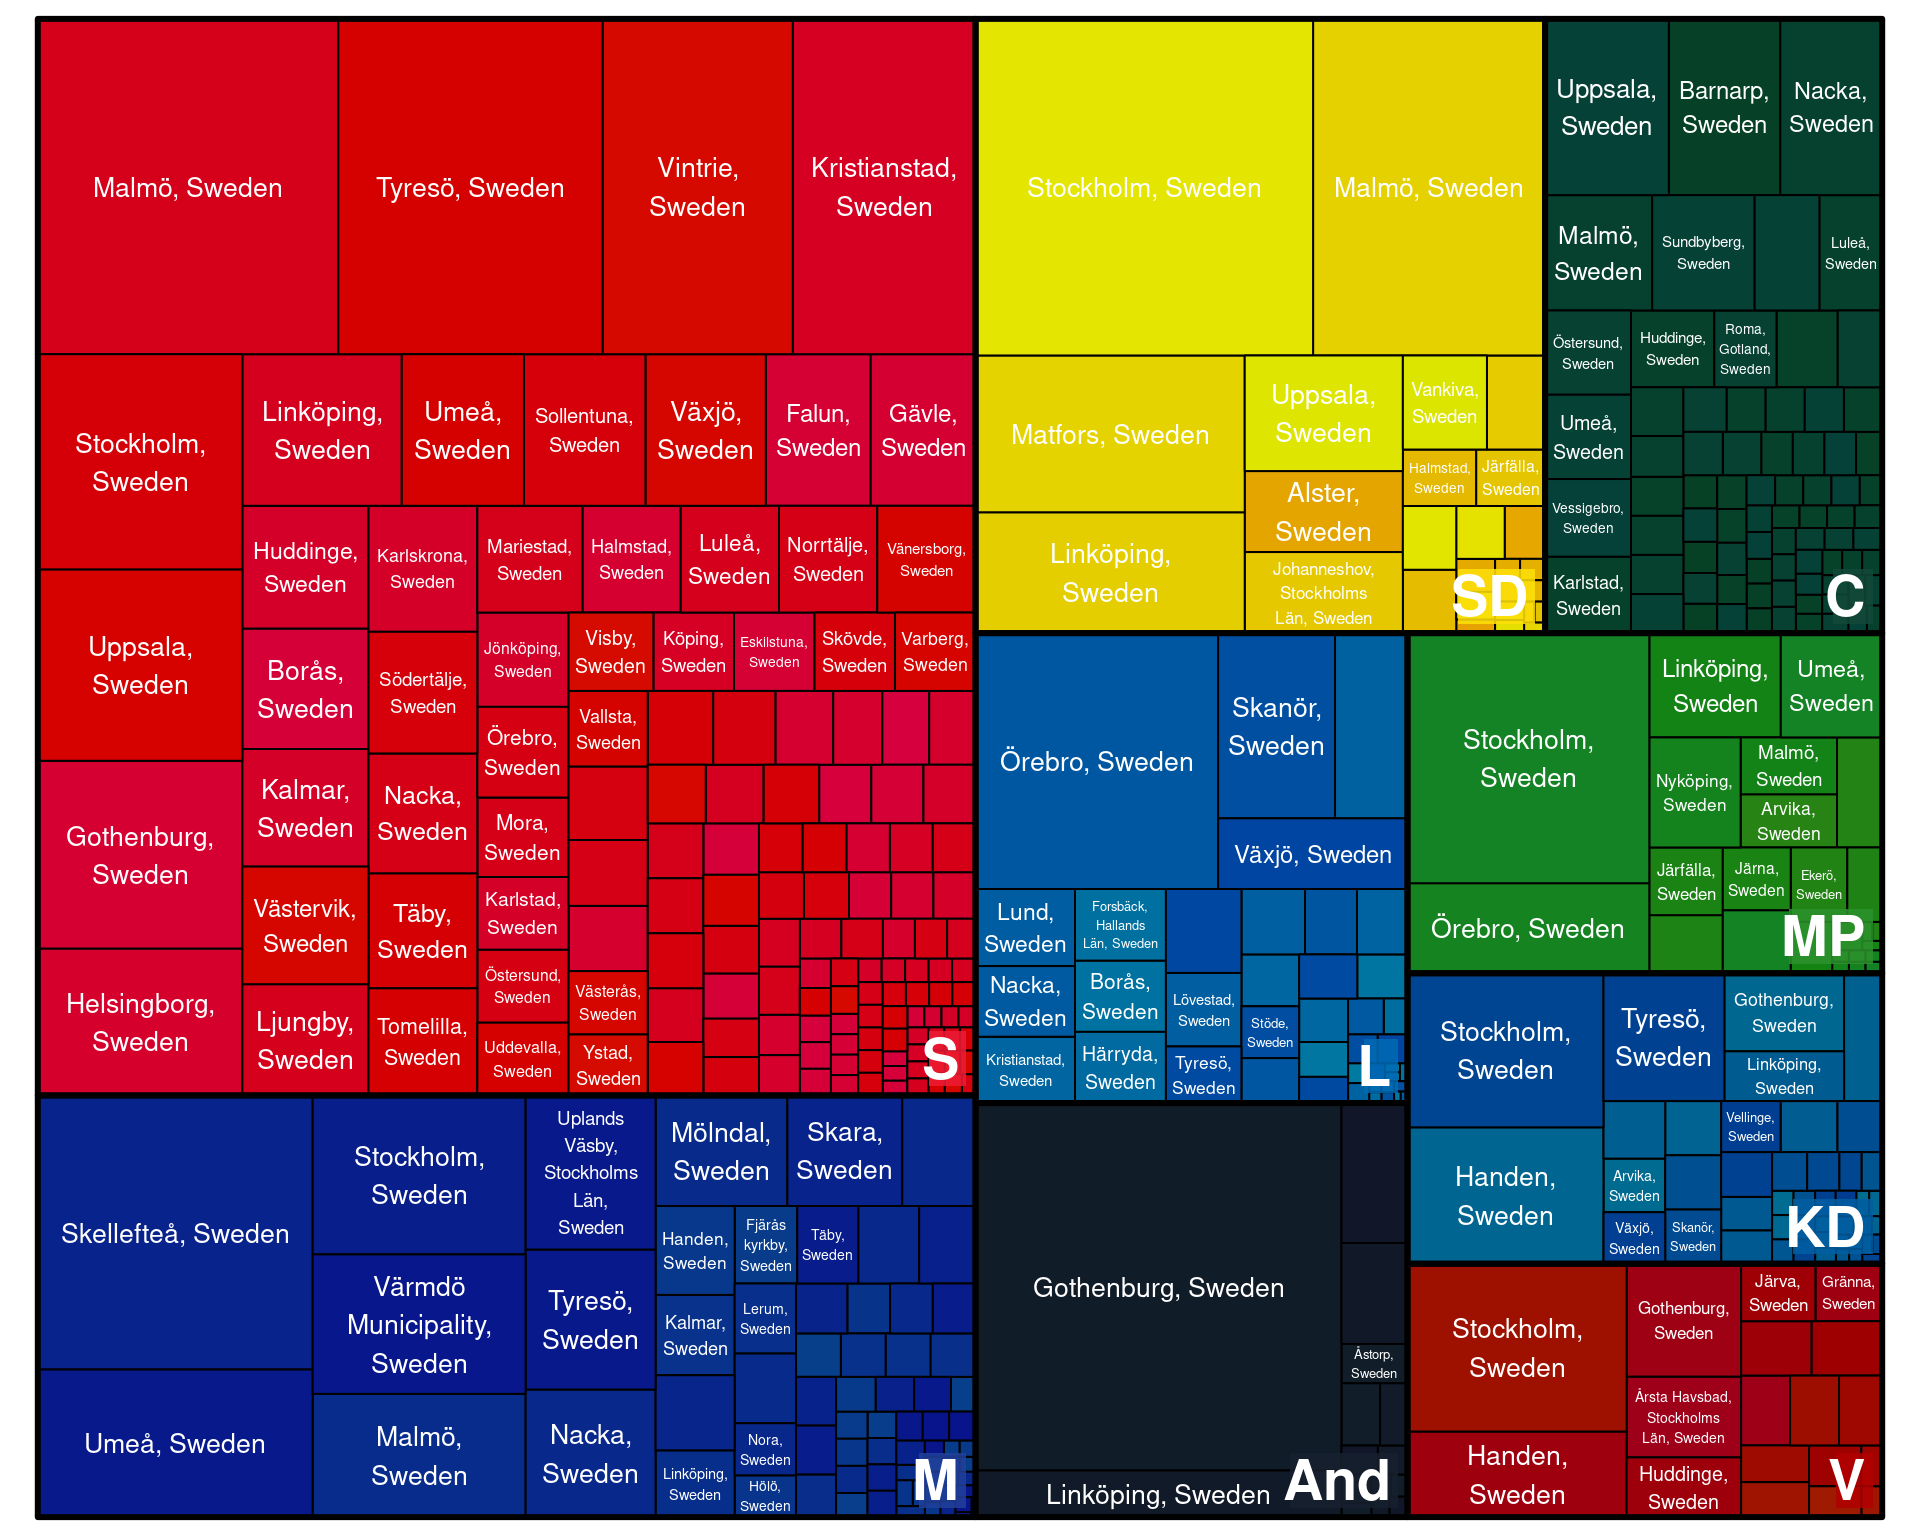 Malmö, Sweden
Tyresö, Sweden
Vintrie,
Sweden
Kristianstad,
Sweden
Stockholm,
Sweden
Linköping,
Sweden
Umeå,
Sweden
Sollentuna,
Sweden
Växjö,
Sweden
Falun,
Sweden
Gävle,
Sweden
Uppsala,
Sweden
Gothenburg,
Sweden
Helsingborg,
Sweden
Huddinge,
Sweden
Borås,
Sweden
Kalmar,
Sweden
Västervik,
Sweden
Ljungby,
Sweden
Karlskrona,
Sweden
Södertälje,
Sweden
Nacka,
Sweden
Täby,
Sweden
Tomelilla,
Sweden
Mariestad,
Sweden
Halmstad,
Sweden
Luleå,
Sweden
Norrtälje,
Sweden
Vänersborg,
Sweden
Jönköping,
Sweden
Örebro,
Sweden
Mora,
Sweden
Karlstad,
Sweden
Östersund,
Sweden
Uddevalla,
Sweden
Visby,
Sweden
Köping,
Sweden
Eskilstuna,
Sweden
Skövde,
Sweden
Varberg,
Sweden
Vallsta,
Sweden
Västerås,
Sweden
Ystad,
Sweden
S
Skellefteå, Sweden
Umeå, Sweden
Stockholm,
Sweden
Värmdö
Municipality,
Sweden
Malmö,
Sweden
Uplands
Väsby,
Stockholms
Län,
Sweden
Tyresö,
Sweden
Nacka,
Sweden
Mölndal,
Sweden
Skara,
Sweden
Handen,
Sweden
Kalmar,
Sweden
Linköping,
Sweden
Fjärås
kyrkby,
Sweden
Täby,
Sweden
Lerum,
Sweden
Nora,
Sweden
Hölö,
Sweden
M
Stockholm, Sweden
Malmö, Sweden
Matfors, Sweden
Linköping,
Sweden
Uppsala,
Sweden
Alster,
Sweden
Johanneshov,
Stockholms
Län, Sweden
Vankiva,
Sweden
Halmstad,
Sweden
Järfälla,
Sweden
SD
Uppsala,
Sweden
Barnarp,
Sweden
Nacka,
Sweden
Malmö,
Sweden
Sundbyberg,
Sweden
Luleå,
Sweden
Östersund,
Sweden
Huddinge,
Sweden
Roma,
Gotland,
Sweden
Umeå,
Sweden
Vessigebro,
Sweden
Karlstad,
Sweden
C
Örebro, Sweden
Skanör,
Sweden
Växjö, Sweden
Lund,
Sweden
Nacka,
Sweden
Kristianstad,
Sweden
Forsbäck,
Hallands
Län, Sweden
Borås,
Sweden
Härryda,
Sweden
Lövestad,
Sweden
Tyresö,
Sweden
Stöde,
Sweden
L
Gothenburg, Sweden
Linköping, Sweden
Åstorp,
Sweden
And
Stockholm,
Sweden
Örebro, Sweden
Linköping,
Sweden
Umeå,
Sweden
Nyköping,
Sweden
Malmö,
Sweden
Arvika,
Sweden
Järfälla,
Sweden
Järna,
Sweden
Ekerö,
Sweden
MP
Stockholm,
Sweden
Handen,
Sweden
Tyresö,
Sweden
Gothenburg,
Sweden
Linköping,
Sweden
Arvika,
Sweden
Växjö,
Sweden
Skanör,
Sweden
Vellinge,
Sweden
KD
Stockholm,
Sweden
Handen,
Sweden
Gothenburg,
Sweden
Årsta Havsbad,
Stockholms
Län, Sweden
Huddinge,
Sweden
Järva,
Sweden
Gränna,
Sweden
V